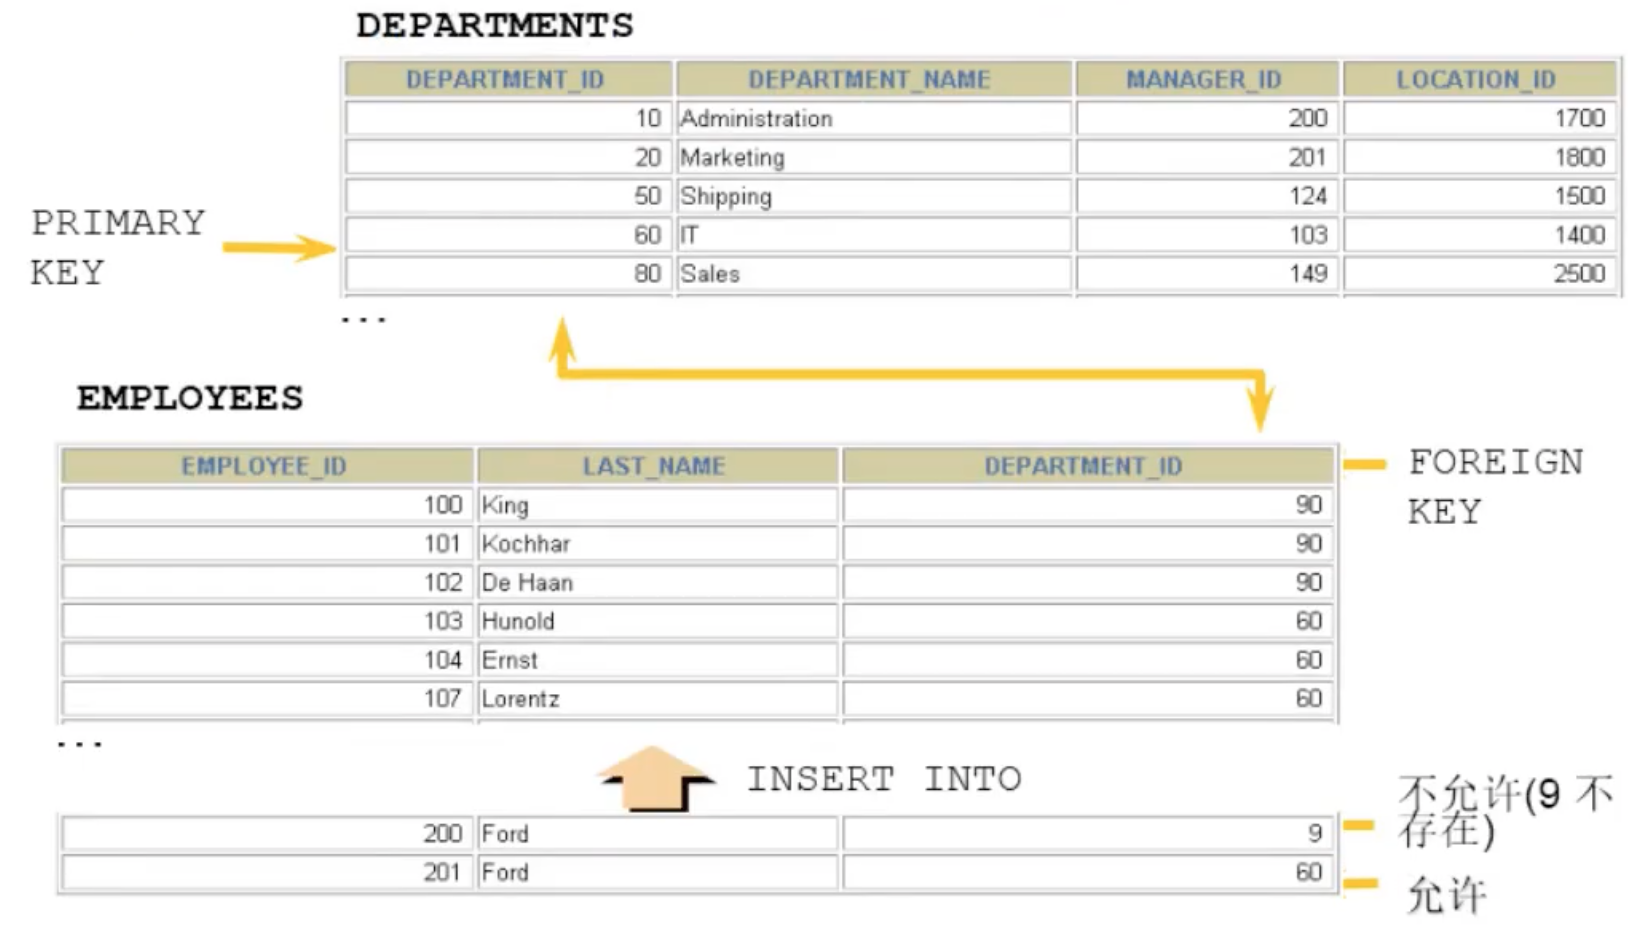 DEPARTMENTS
DEPARTMENT_ID DEPARTMENT_NAME MANAGER_ID LOCATION_ID
10 Administration 200 1700
20 Marketing 201 1800
50 Shipping 124 1500
60 IT 103 1400
80 Sales 149 2500
...
PRIMARY
KEY
EMPLOYEES
EMPLOYEE_ID LAST_NAME DEPARTMENT_ID
100 King 90
101 Kochhar 90
102 De Haan 90
103 Hunold 60
104 Ernst 60
107 Lorentz 60
...
FOREIGN
KEY
INSERT INTO
200 Ford 9
201 Ford 60
不允许(9 不
存在)
允许